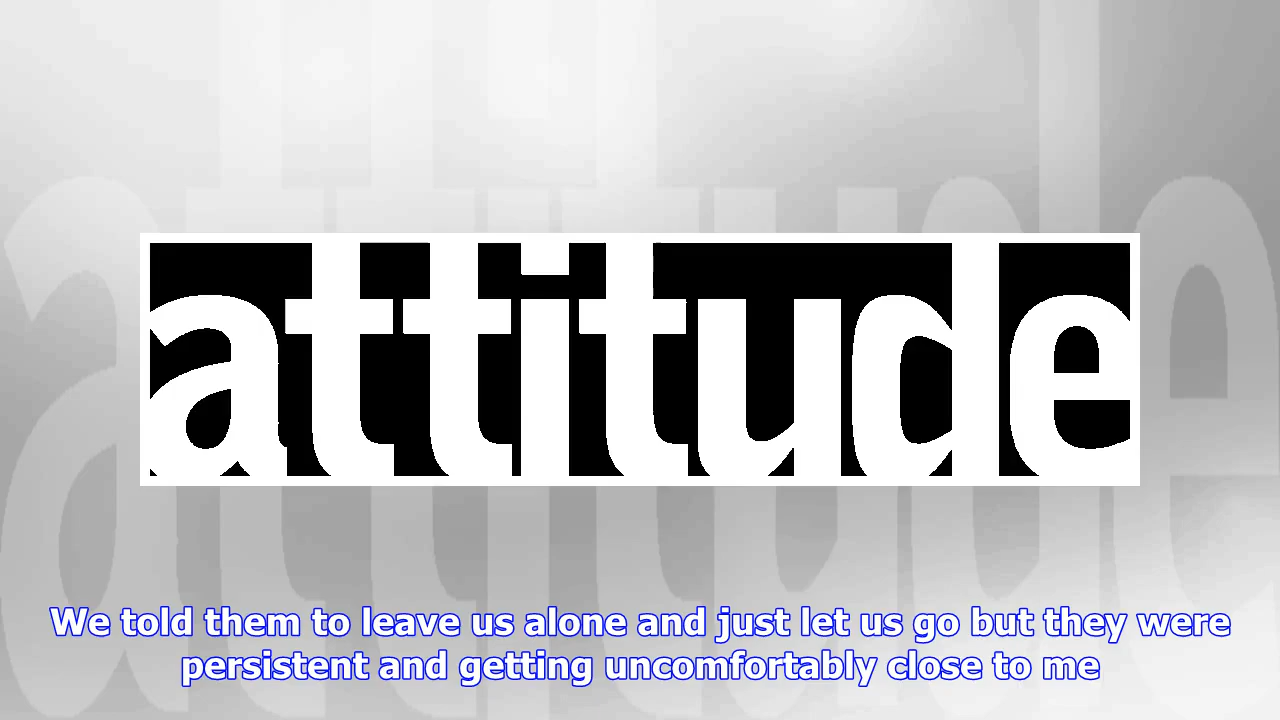 attitude
We told them to leave us alone and just let us go but they were
persistent and getting uncomfortably close to me